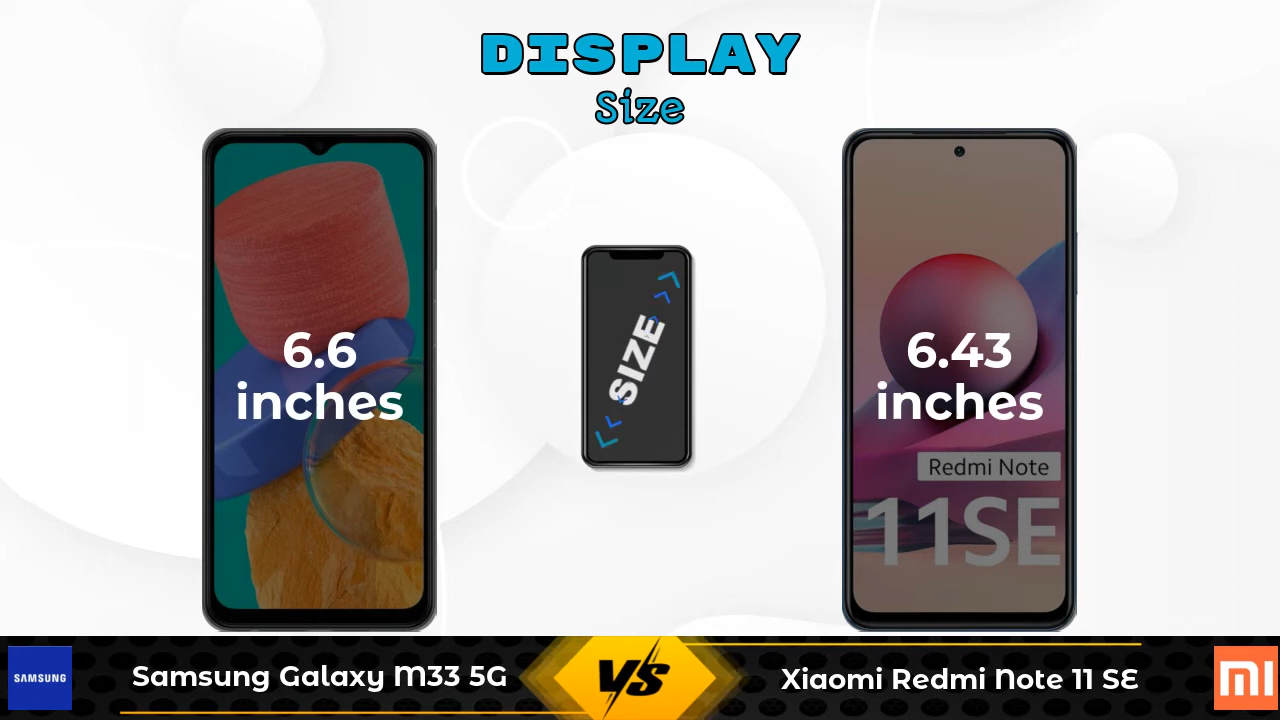 DISPLAY
Size
6.6
inches
SIZE
6.43
inches
Redmi Note
11SE
SAMSUNG
Samsung Galaxy M33 5G
VS
Xiaomi Redmi Note 11 SE
MI